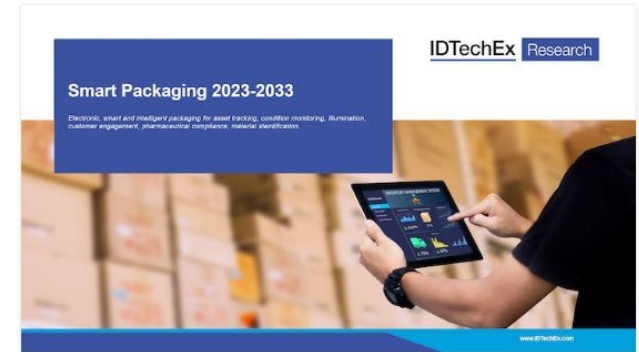 IDTechEx Research
Smart Packaging 2023-2033
Electronic, smart and intelligent packaging for asset tracking, condition monitoring, illumination,
customer engagement, pharmaceutical compliance, material identification.
www.IDTechEx.com